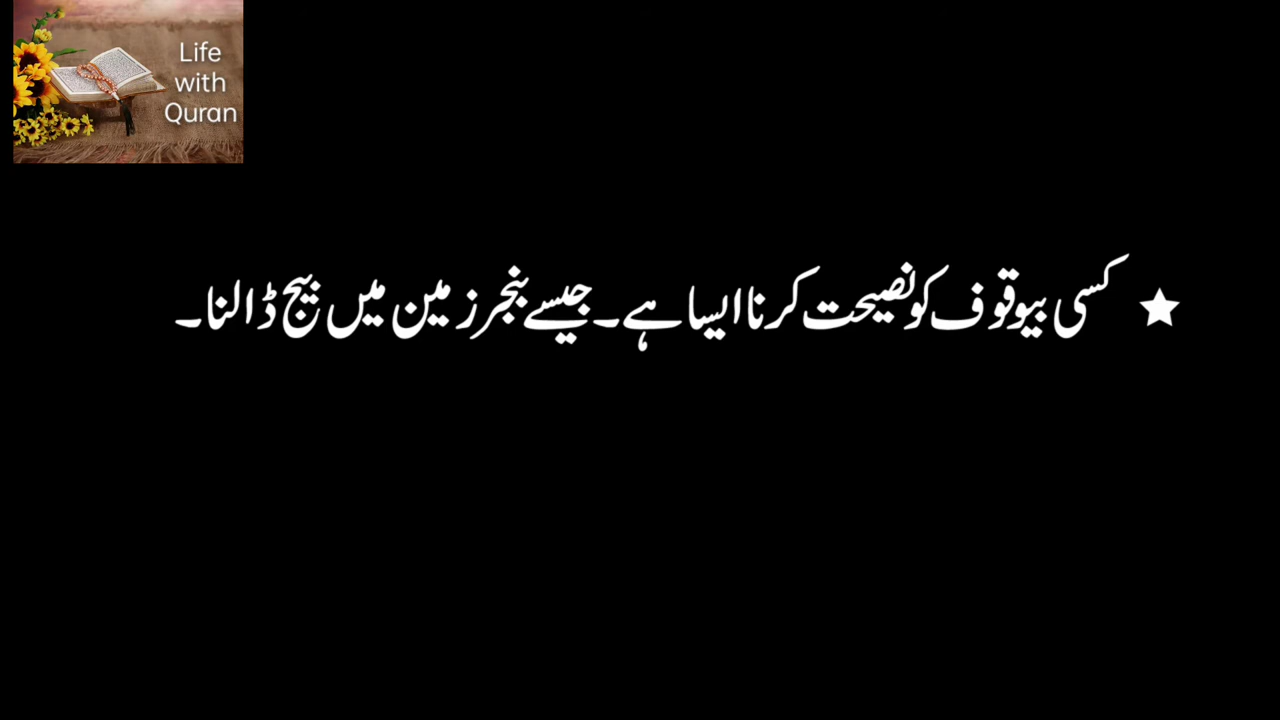 Life
with
Quran
★ کسی بیوقوف کو نصیحت کرنا ایسا ہے۔ جیسے بنجر زمین میں بیج ڈالنا۔